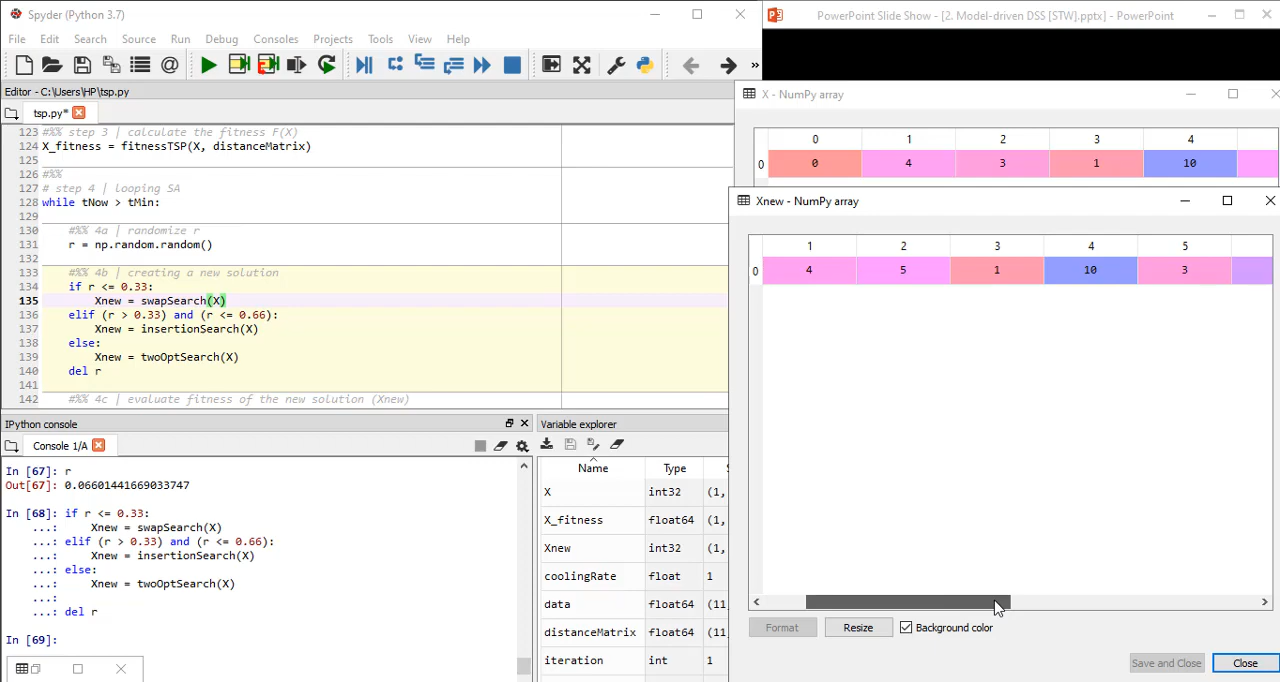 Spyder (Python 3.7)
File Edit Search Source Run Debug Consoles Projects Tools View Help
Editor - C:\Users\HP\tsp.py
tsp.py*
123 #%% step 3 | calculate the fitness F(X)
124 X_fitness = fitnessTSP(X, distanceMatrix)
125
126 #%%
127 # step 4 | looping SA
128 while tNow > tMin:
129
130 #%% 4a | randomize r
131 r = np.random.random()
132
133 #%% 4b | creating a new solution
134 if r <= 0.33:
135 Xnew = swapSearch(X)
136 elif (r > 0.33) and (r <= 0.66):
137 Xnew = insertionSearch(X)
138 else:
139 Xnew = twoOptSearch(X)
140 del r
141
142 #%% 4c | evaluate fitness of the new solution (Xnew)
IPython console
Console 1/A
In [67]: r
Out[67]: 0.06601441669033747
In [68]: if r <= 0.33:
...: Xnew = swapSearch(X)
...: elif (r > 0.33) and (r <= 0.66):
...: Xnew = insertionSearch(X)
...: else:
...: Xnew = twoOptSearch(X)
...:
...: del r
In [69]:
Variable explorer
Name Type S
X int32 (1,
X_fitness float64 (1,
Xnew int32 (1,
coolingRate float 1
data float64 (11,
distanceMatrix float64 (11,
iteration int 1
PowerPoint Slide Show - [2. Model-driven DSS [STW].pptx] - PowerPoint
X - NumPy array
0 1 2 3 4
0 0 4 3 1 10
Xnew - NumPy array
1 2 3 4 5
0 4 5 1 10 3
Format Resize Background color
Save and Close Close